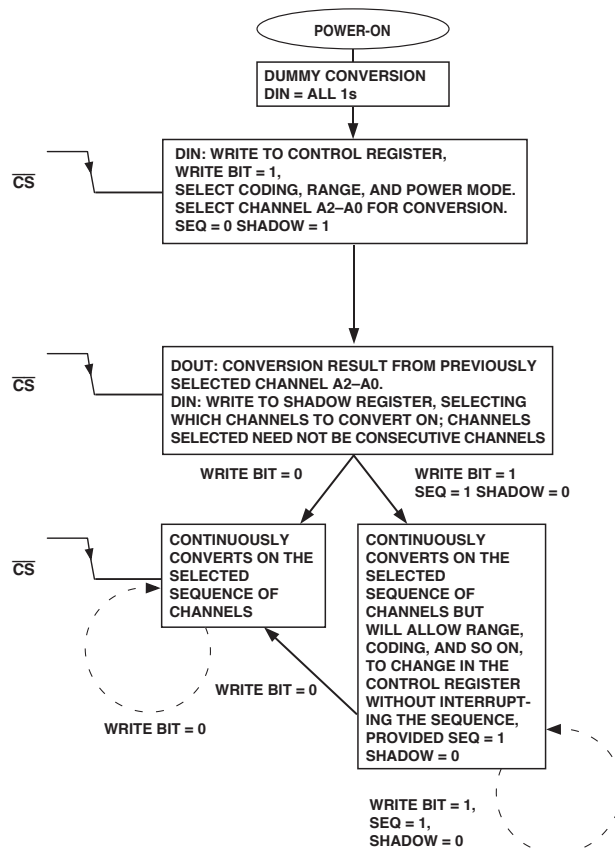 POWER-ON
DUMMY CONVERSION
DIN = ALL 1s
CS
DIN: WRITE TO CONTROL REGISTER,
WRITE BIT = 1,
SELECT CODING, RANGE, AND POWER MODE.
SELECT CHANNEL A2–A0 FOR CONVERSION.
SEQ = 0 SHADOW = 1
CS
DOUT: CONVERSION RESULT FROM PREVIOUSLY
SELECTED CHANNEL A2–A0.
DIN: WRITE TO SHADOW REGISTER, SELECTING
WHICH CHANNELS TO CONVERT ON; CHANNELS
SELECTED NEED NOT BE CONSECUTIVE CHANNELS
WRITE BIT = 0
WRITE BIT = 1
SEQ = 1 SHADOW = 0
CS
CONTINUOUSLY
CONVERTS ON THE
SELECTED
SEQUENCE OF
CHANNELS
CONTINUOUSLY
CONVERTS ON THE
SELECTED
SEQUENCE OF
CHANNELS BUT
WILL ALLOW RANGE,
CODING, AND SO ON,
TO CHANGE IN THE
CONTROL REGISTER
WITHOUT INTERRUPT-
ING THE SEQUENCE,
PROVIDED SEQ = 1
SHADOW = 0
WRITE BIT = 0
WRITE BIT = 0
WRITE BIT = 1,
SEQ = 1,
SHADOW = 0